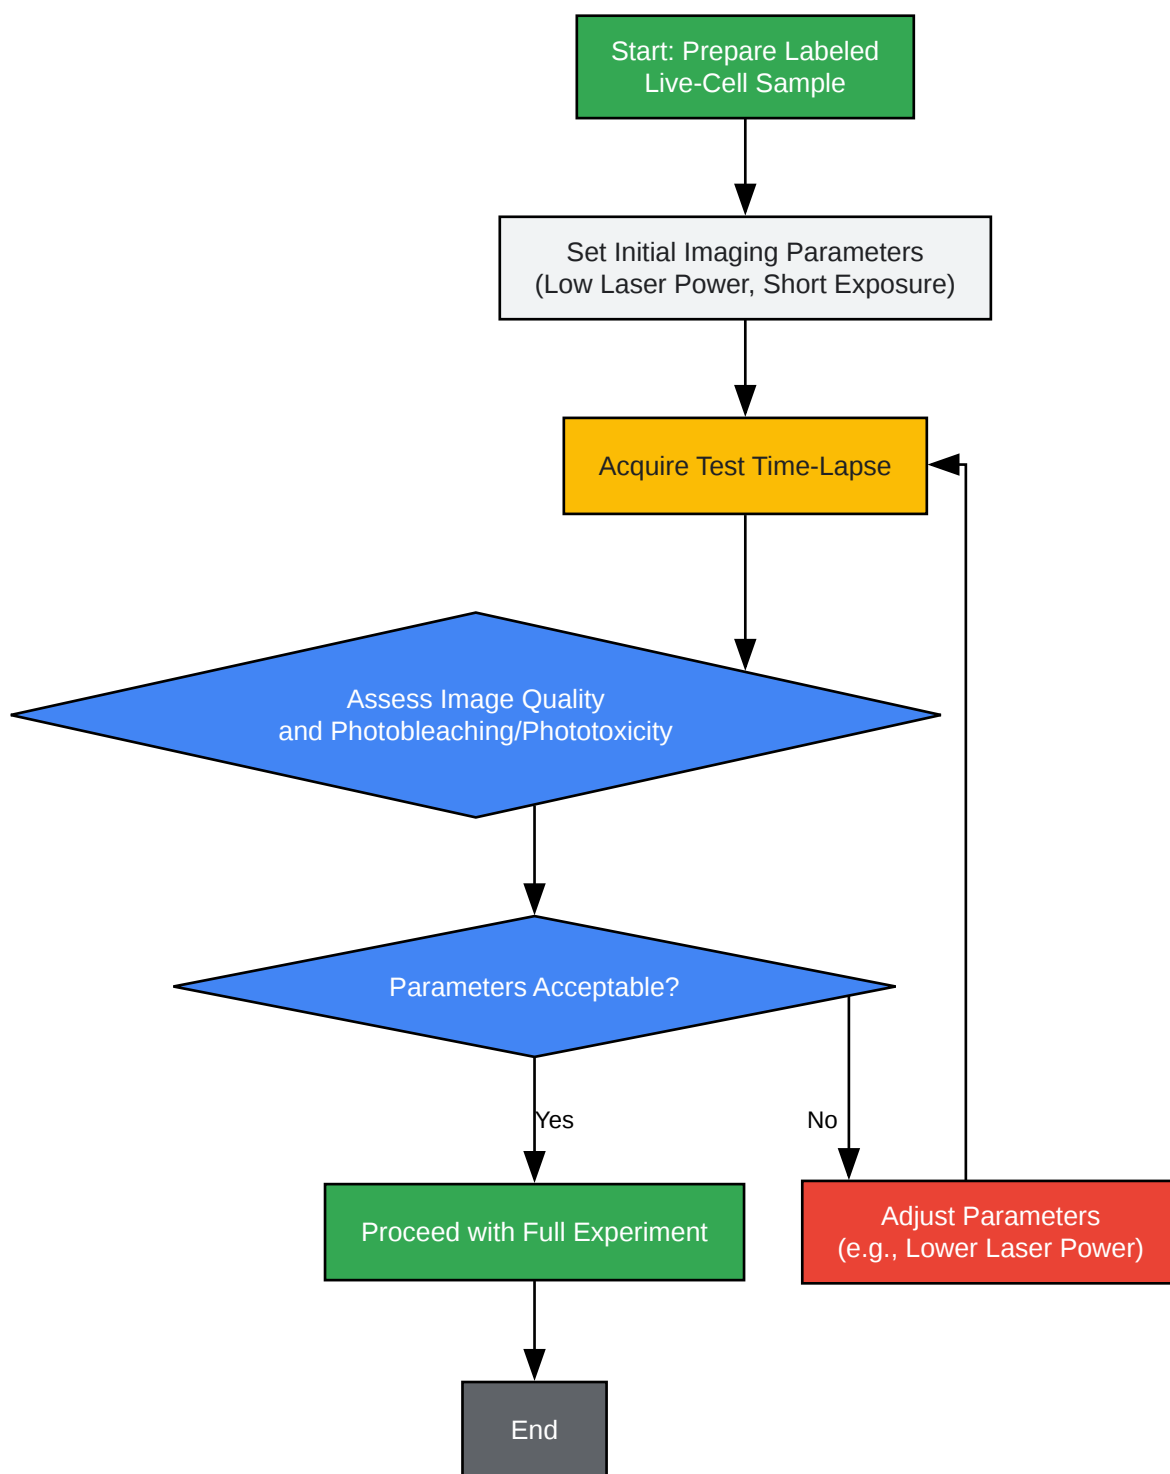 Start: Prepare Labeled
Live-Cell Sample
Set Initial Imaging Parameters
(Low Laser Power, Short Exposure)
Acquire Test Time-Lapse
Assess Image Quality
and Photobleaching/Phototoxicity
Parameters Acceptable?
Yes
No
Proceed with Full Experiment
Adjust Parameters
(e.g., Lower Laser Power)
End